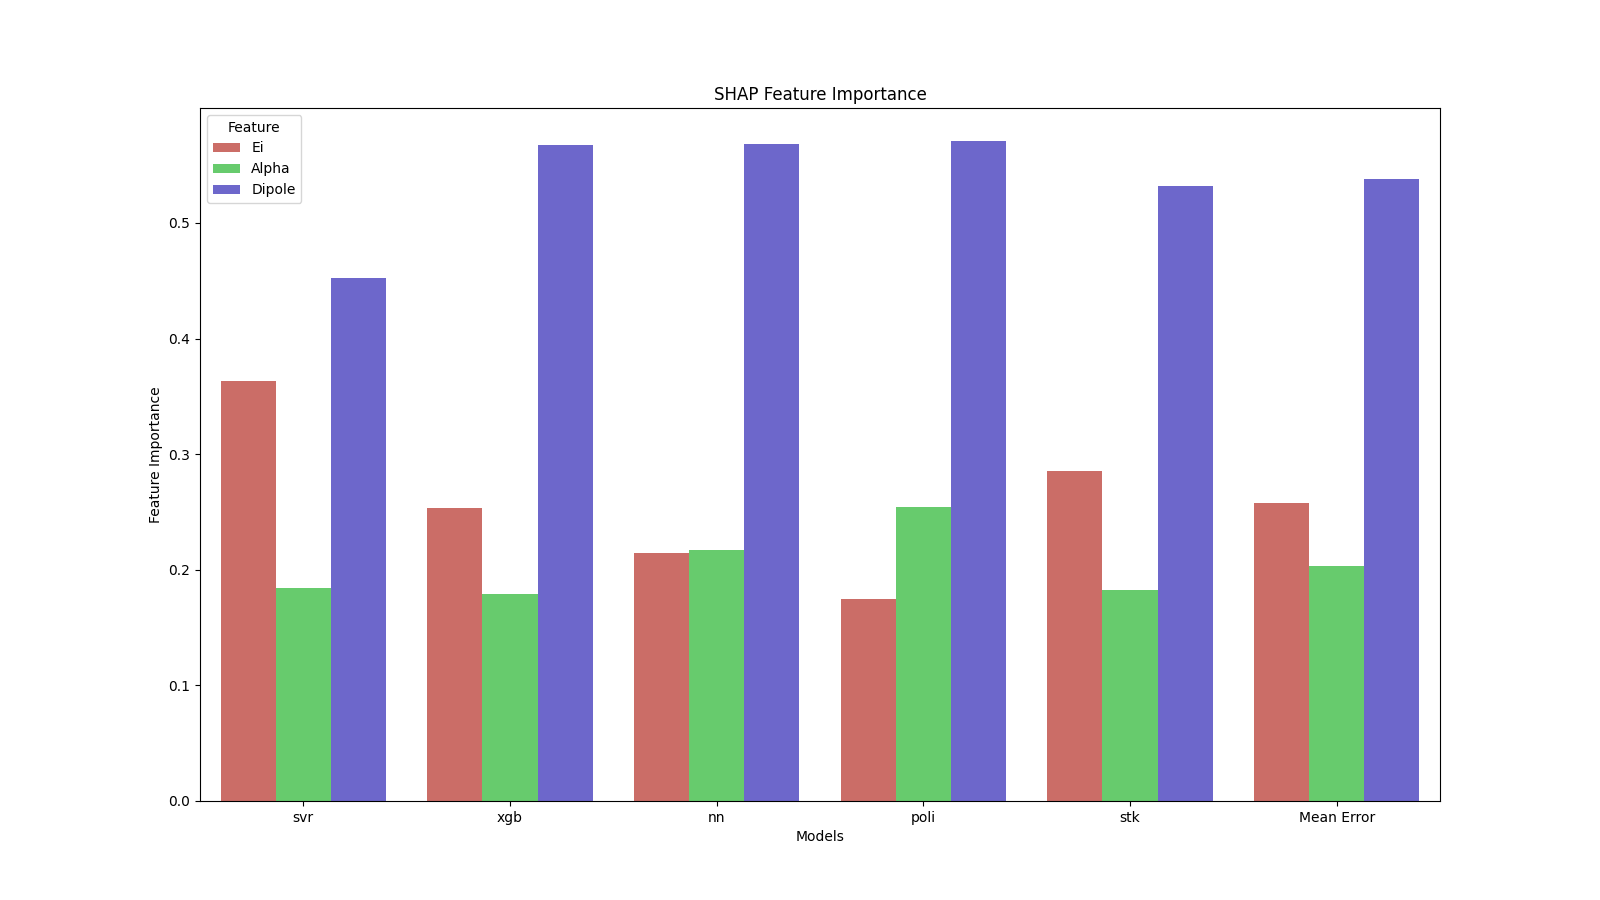 SHAP Feature Importance
Feature
Ei
Alpha
Dipole
Feature Importance
0.5
0.4
0.3
0.2
0.1
0.0
svr xgb nn poli stk Mean Error
Models